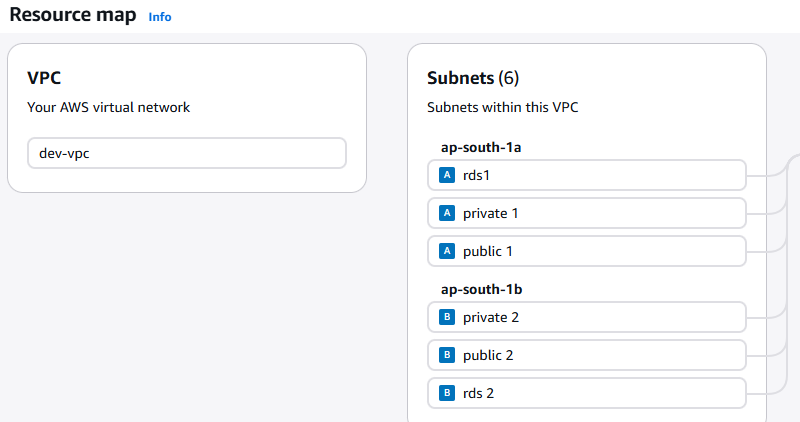 Resource map Info
VPC
Your AWS virtual network
dev-vpc
Subnets (6)
Subnets within this VPC
ap-south-1a
A rds1
A private 1
A public 1
ap-south-1b
B private 2
B public 2
B rds 2